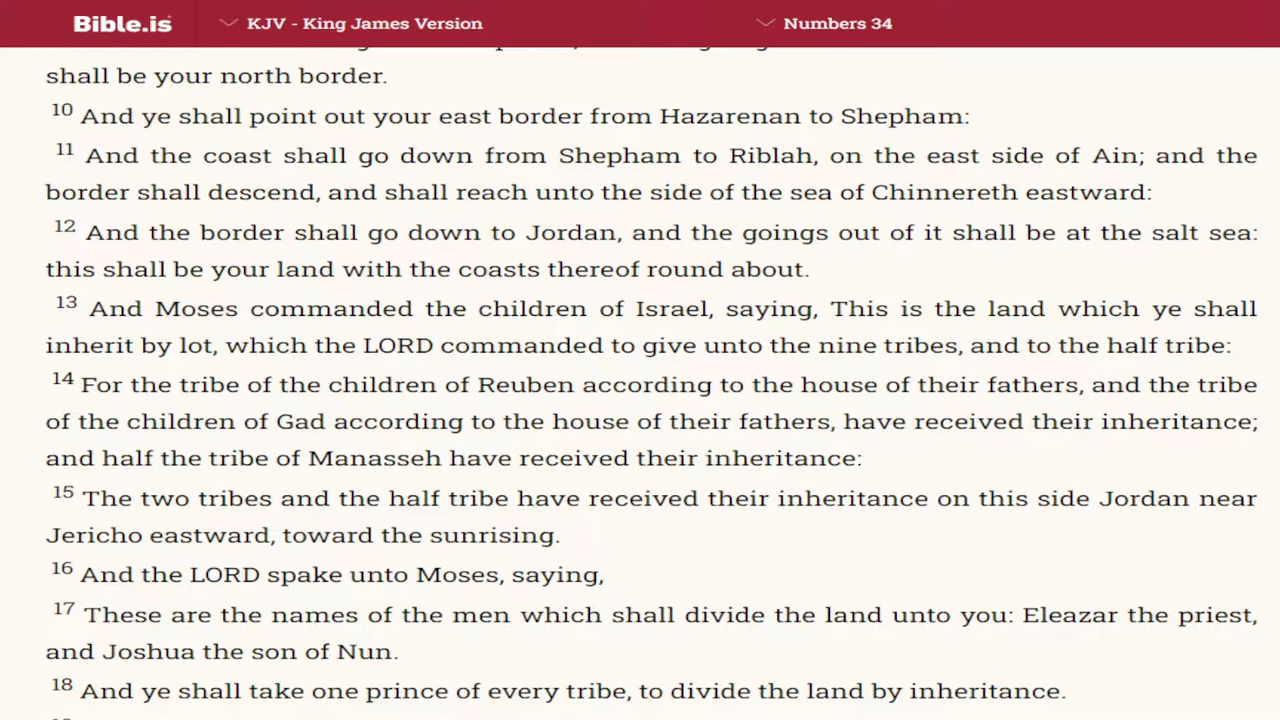 Bible.is KJV - King James Version Numbers 34
shall be your north border.
10 And ye shall point out your east border from Hazarenan to Shepham:
11 And the coast shall go down from Shepham to Riblah, on the east side of Ain; and the
border shall descend, and shall reach unto the side of the sea of Chinnereth eastward:
12 And the border shall go down to Jordan, and the goings out of it shall be at the salt sea:
this shall be your land with the coasts thereof round about.
13 And Moses commanded the children of Israel, saying, This is the land which ye shall
inherit by lot, which the LORD commanded to give unto the nine tribes, and to the half tribe:
14 For the tribe of the children of Reuben according to the house of their fathers, and the tribe
of the children of Gad according to the house of their fathers, have received their inheritance;
and half the tribe of Manasseh have received their inheritance:
15 The two tribes and the half tribe have received their inheritance on this side Jordan near
Jericho eastward, toward the sunrising.
16 And the LORD spake unto Moses, saying,
17 These are the names of the men which shall divide the land unto you: Eleazar the priest,
and Joshua the son of Nun.
18 And ye shall take one prince of every tribe, to divide the land by inheritance.